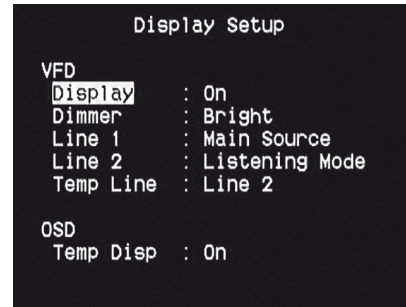 Display Setup
VFD
Display : On
Dimmer : Bright
Line 1 : Main Source
Line 2 : Listening Mode
Temp Line : Line 2
OSD
Temp Disp : On